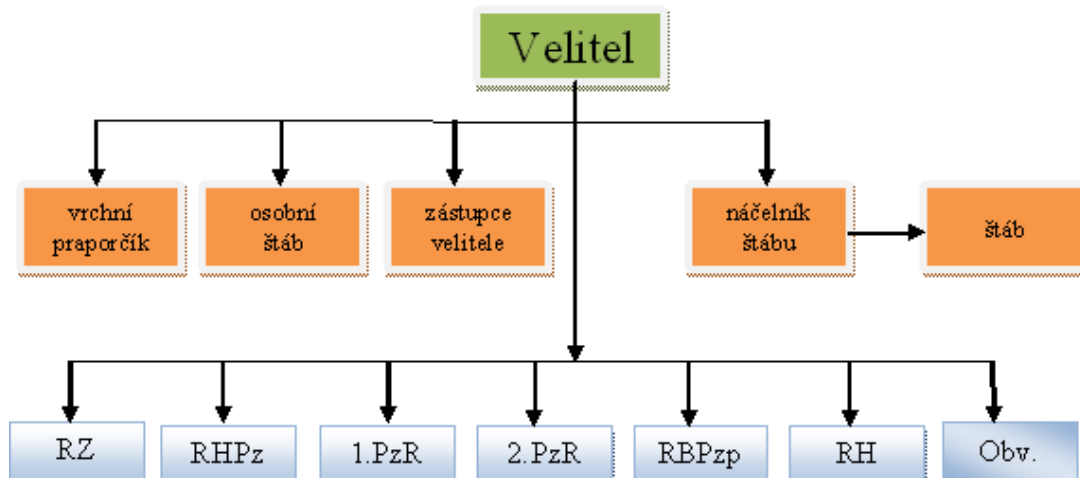 Velitel
vrchní
praporčík
osobní
štáb
zástupce
velitele
náčelník
štábu
štáb
RZ
RHPz
1.PzR
2.PzR
RBPzp
RH
Obv.